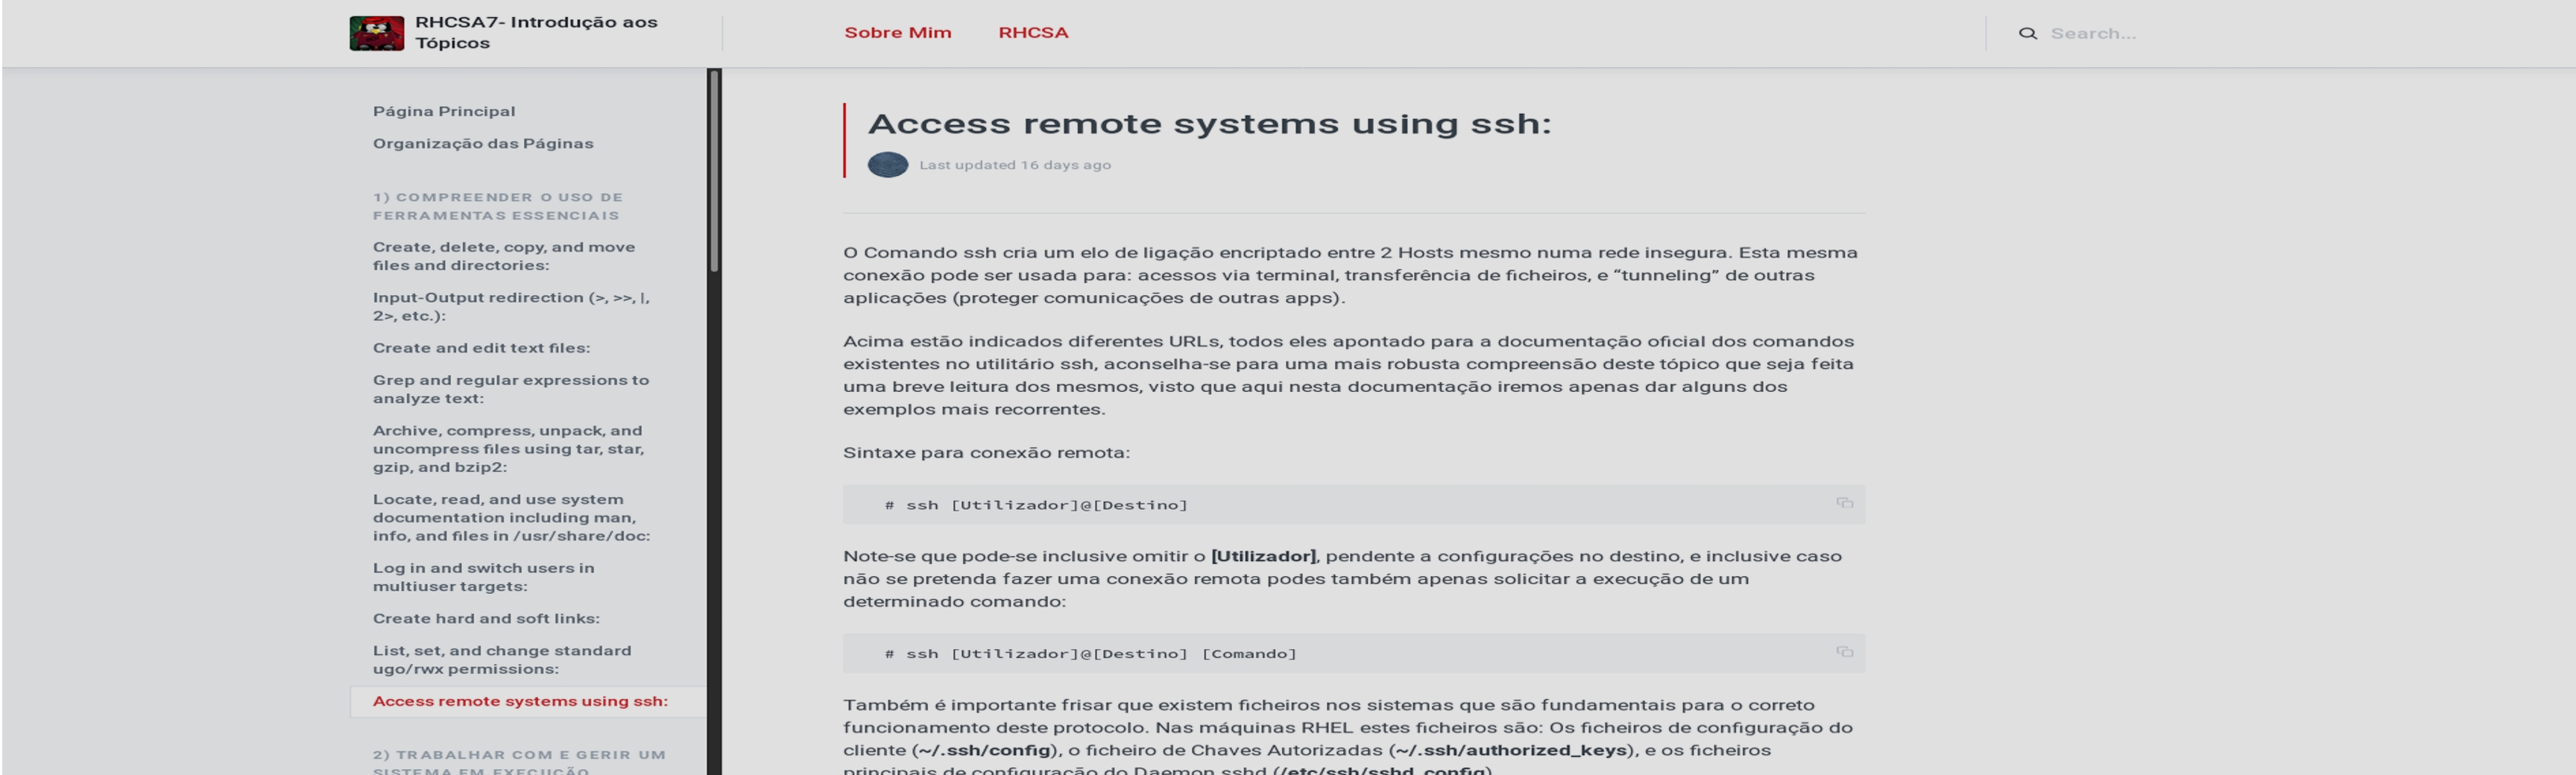 RHCSA7- Introdução aos
Tópicos
Sobre Mim
RHCSA
Search...
Página Principal
Organização das Páginas
1) COMPREENDER O USO DE
FERRAMENTAS ESSENCIAIS
Create, delete, copy, and move
files and directories:
Input-Output redirection (>, >>, |,
2>, etc.):
Create and edit text files:
Grep and regular expressions to
analyze text:
Archive, compress, unpack, and
uncompress files using tar, star,
gzip, and bzip2:
Locate, read, and use system
documentation including man,
info, and files in /usr/share/doc:
Log in and switch users in
multiuser targets:
Create hard and soft links:
List, set, and change standard
ugo/rwx permissions:
Access remote systems using ssh:
2) TRABALHAR COM E GERIR UM
SISTEMA EM EXECUÇÃO
Access remote systems using ssh:
Last updated 16 days ago
O Comando ssh cria um elo de ligação encriptado entre 2 Hosts mesmo numa rede insegura. Esta mesma
conexão pode ser usada para: acessos via terminal, transferência de ficheiros, e “tunneling” de outras
aplicações (proteger comunicações de outras apps).
Acima estão indicados diferentes URLs, todos eles apontado para a documentação oficial dos comandos
existentes no utilitário ssh, aconselha-se para uma mais robusta compreensão deste tópico que seja feita
uma breve leitura dos mesmos, visto que aqui nesta documentação iremos apenas dar alguns dos
exemplos mais recorrentes.
Sintaxe para conexão remota:
# ssh [Utilizador]@[Destino]
Note-se que pode-se inclusive omitir o [Utilizador], pendente a configurações no destino, e inclusive caso
não se pretenda fazer uma conexão remota podes também apenas solicitar a execução de um
determinado comando:
# ssh [Utilizador]@[Destino] [Comando]
Também é importante frisar que existem ficheiros nos sistemas que são fundamentais para o correto
funcionamento deste protocolo. Nas máquinas RHEL estes ficheiros são: Os ficheiros de configuração do
cliente (~/.ssh/config), o ficheiro de Chaves Autorizadas (~/.ssh/authorized_keys), e os ficheiros
principais de configuração do Daemon sshd (/etc/ssh/sshd_config)